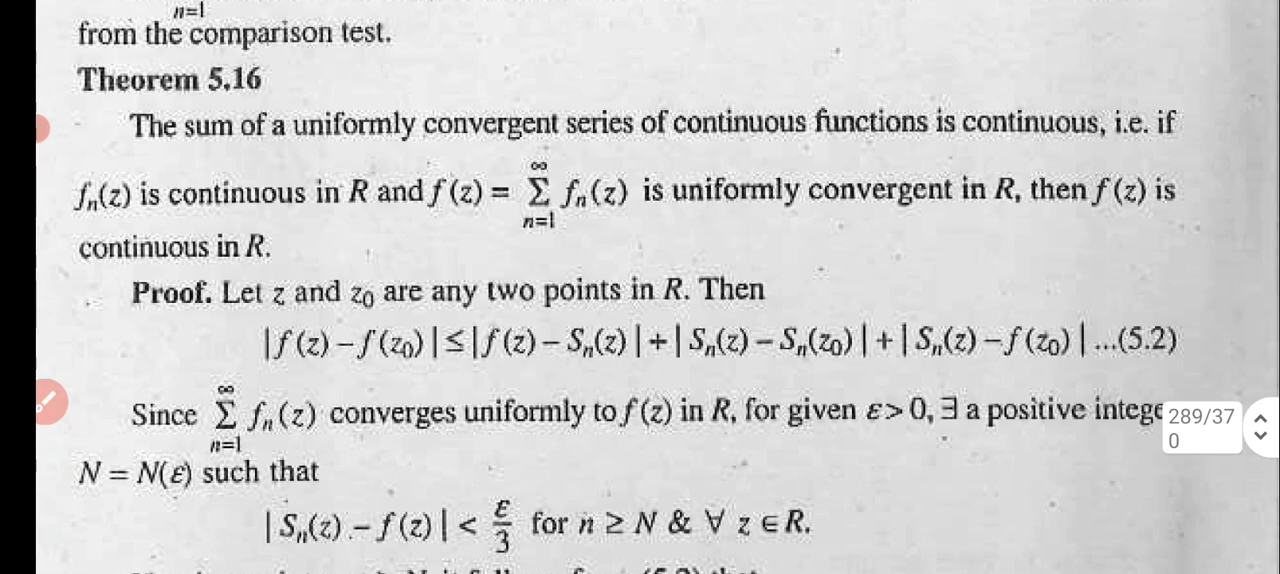 n=1
from the comparison test.
Theorem 5.16
The sum of a uniformly convergent series of continuous functions is continuous, i.e. if
fₙ(z) is continuous in R and f(z) = ∞Σn=1 fₙ(z) is uniformly convergent in R, then f(z) is
continuous in R.
Proof. Let z and z₀ are any two points in R. Then
|f(z) – f(z₀)| ≤ |f(z) – Sₙ(z)| + |Sₙ(z) – Sₙ(z₀)| + |Sₙ(z) – f(z₀)| ...(5.2)
Since ∞Σn=1 fₙ(z) converges uniformly to f(z) in R, for given ε > 0, ∃ a positive intege
289/370
N = N(ε) such that
|Sₙ(z) – f(z)| < ε/3 for n ≥ N & ∀ z ∈ R.